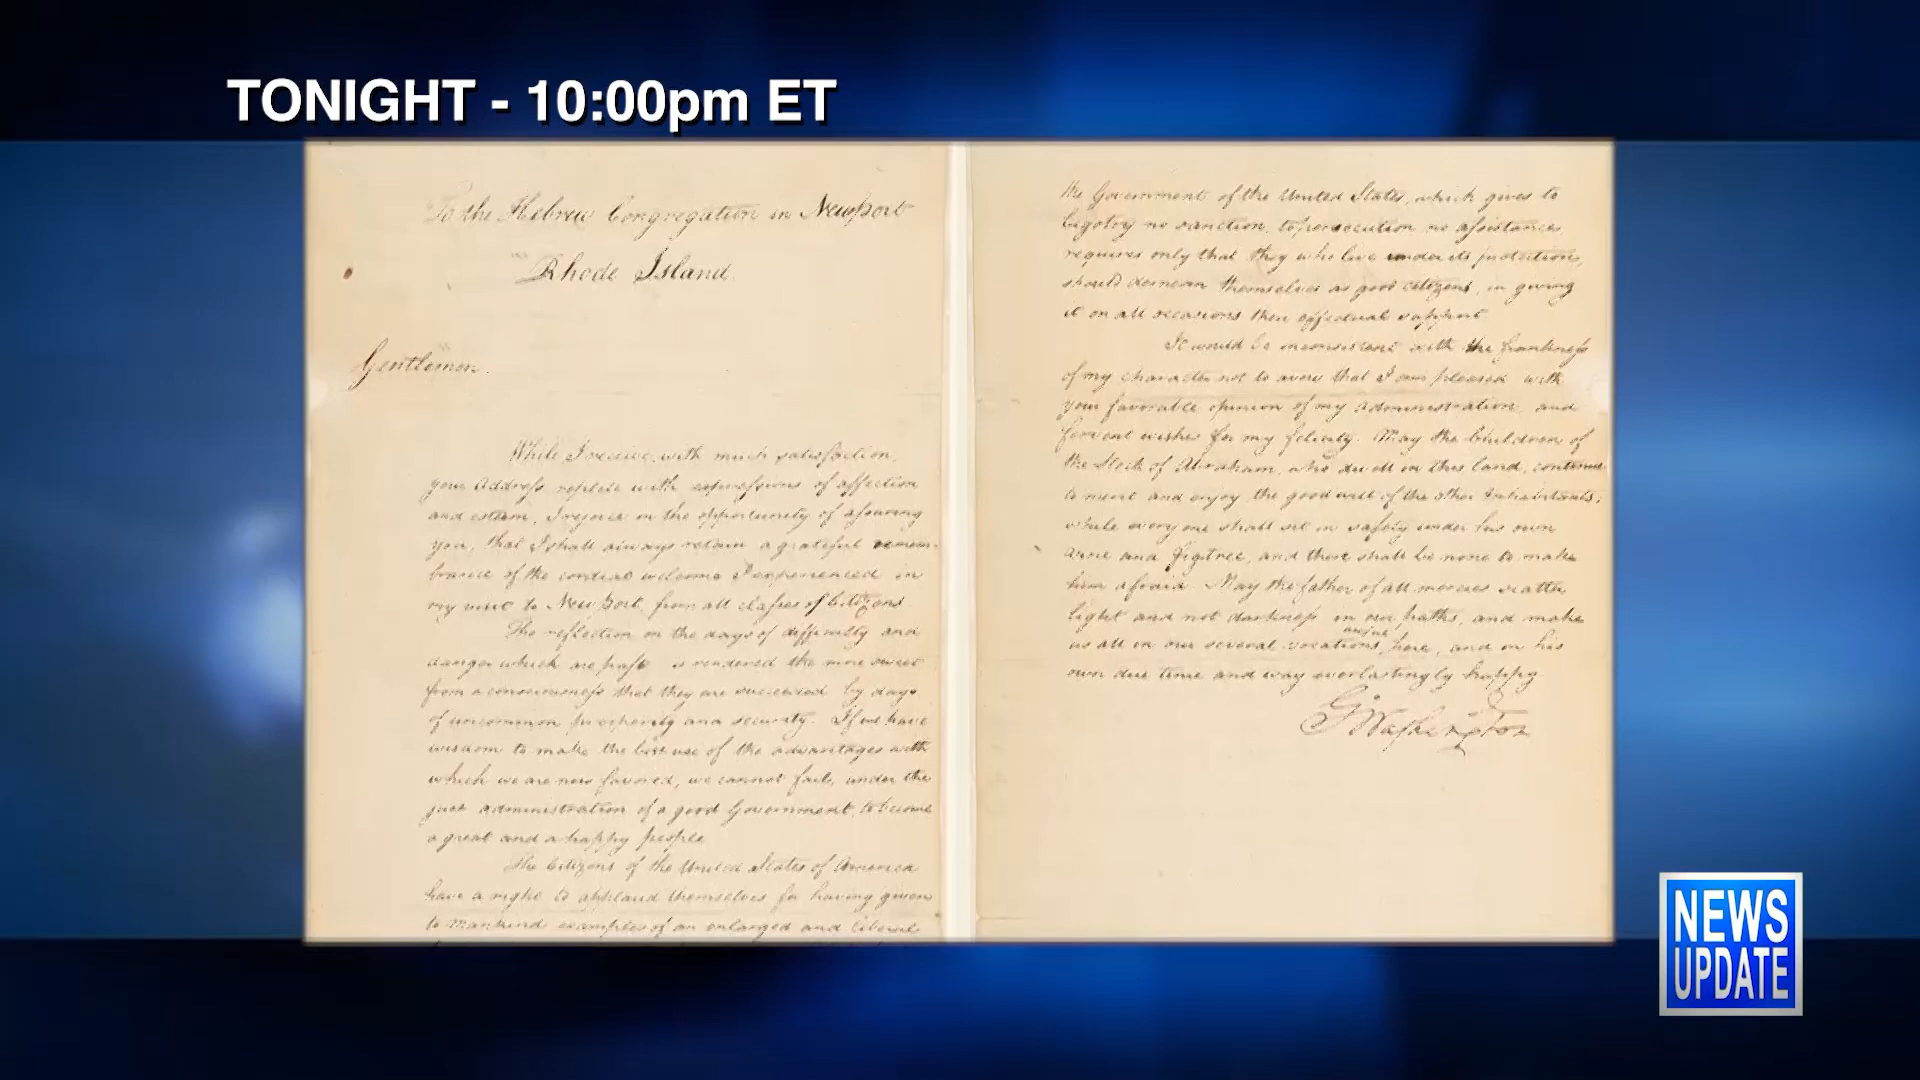 TONIGHT - 10:00pm ET
To the Hebrew Congregation in Newport
Rhode Island.
Gentlemen.
While I receive, with much satisfaction,
your Address replete with expressions of affection
and esteem, I rejoice in the opportunity of assuring
you, that I shall always retain a grateful remem-
brance of the cordial welcome I experienced in
my visit to Newport, from all classes of Citizens
The reflection on the days of difficulty and
danger which are past is rendered the more sweet
from a consciousness that they are succeeded by days
of uncommon prosperity and security. If we have
wisdom to make the best use of the advantages with
which we are now favored, we cannot fail, under the
just administration of a good Government, to become
a great and a happy people
The Citizens of the United States of America
have a right to applaud themselves for having given
to Mankind examples of an enlarged and liberal
the Government of the United States, which gives to
bigotry no sanction, to persecution no assistance,
requires only that they who live under its protection,
should demean themselves as good citizens, in giving
it on all occasions their effectual support
It would be inconsistent with the frankness
of my character not to avow that I am pleased with
your favorable opinion of my administration, and
fervent wishes for my felicity. May the Children of
the Stock of Abraham, who dwell in this land, continue
to merit and enjoy the good will of the other Inhabitants;
while every one shall sit in safety under his own
vine and figtree, and there shall be none to make
him afraid. May the father of all mercies scatter
light and not darkness in our paths, and make
us all in our several vocations useful here, and in his
own due time and way everlastingly happy
G. Washington
NEWS
UPDATE